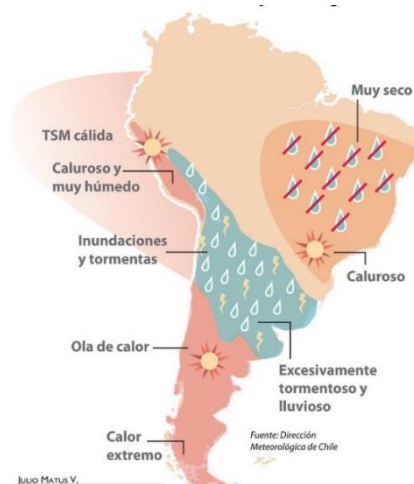 Muy seco
TSM cálida
Caluroso y
muy húmedo
Inundaciones
y tormentas
Caluroso
Ola de calor
Excesivamente
tormentoso y
lluvioso
Calor
extremo
Fuente: Dirección
Meteorológica de Chile
JULIO MATUS V.